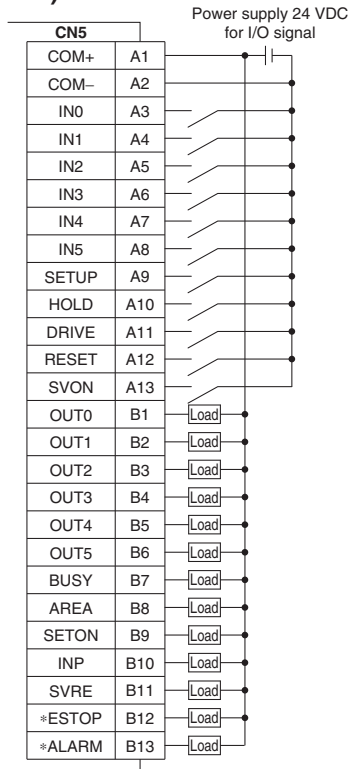 Power supply 24 VDC
for I/O signal
CN5
COM+ A1
COM– A2
IN0 A3
IN1 A4
IN2 A5
IN3 A6
IN4 A7
IN5 A8
SETUP A9
HOLD A10
DRIVE A11
RESET A12
SVON A13
OUT0 B1 Load
OUT1 B2 Load
OUT2 B3 Load
OUT3 B4 Load
OUT4 B5 Load
OUT5 B6 Load
BUSY B7 Load
AREA B8 Load
SETON B9 Load
INP B10 Load
SVRE B11 Load
∗ESTOP B12 Load
∗ALARM B13 Load